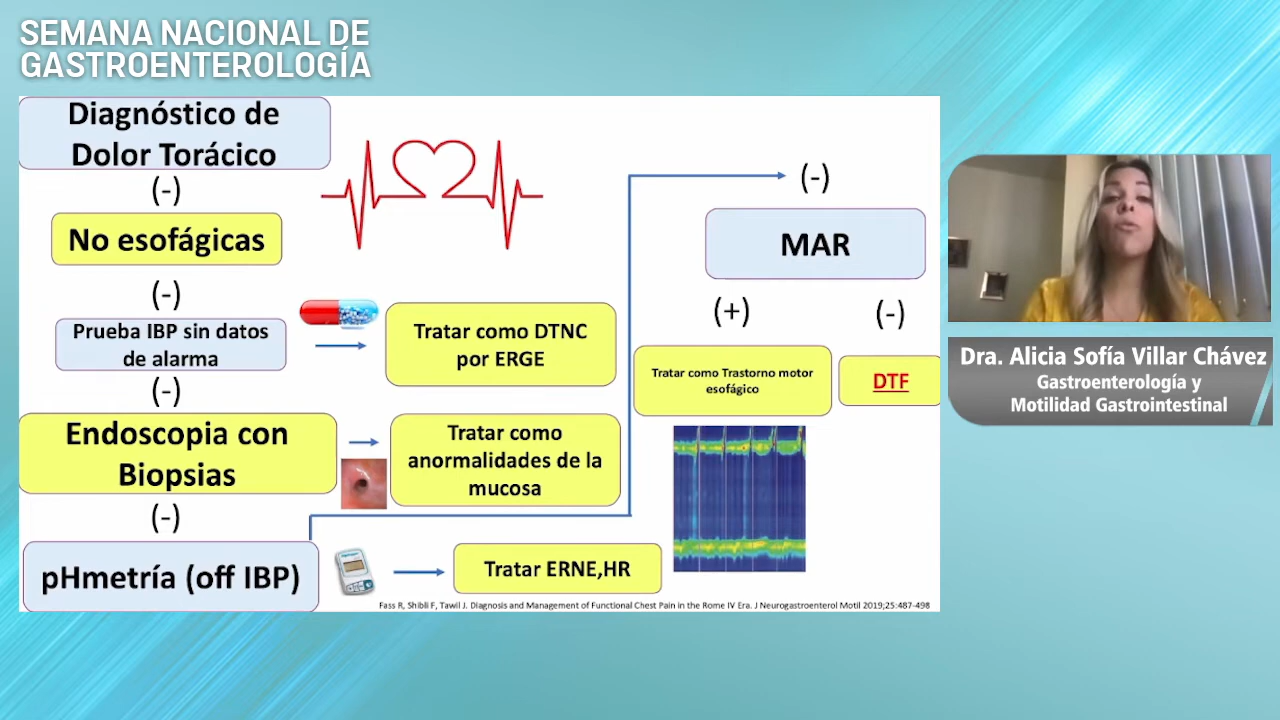 SEMANA NACIONAL DE
GASTROENTEROLOGÍA
Diagnóstico de
Dolor Torácico
(-)
No esofágicas
(-)
Prueba IBP sin datos
de alarma
(-)
Endoscopia con
Biopsias
(-)
pHmetría (off IBP)
Tratar como DTNC
por ERGE
Tratar como
anormalidades de la
mucosa
Tratar ERNE,HR
(-)
MAR
(+)
(-)
Tratar como Trastorno motor
esofágico
DTF
Fass R, Shibli F, Tawil J. Diagnosis and Management of Functional Chest Pain in the Rome IV Era. J Neurogastroenterol Motil 2019;25:487-498
Dra. Alicia Sofía Villar Chávez
Gastroenterología y
Motilidad Gastrointestinal